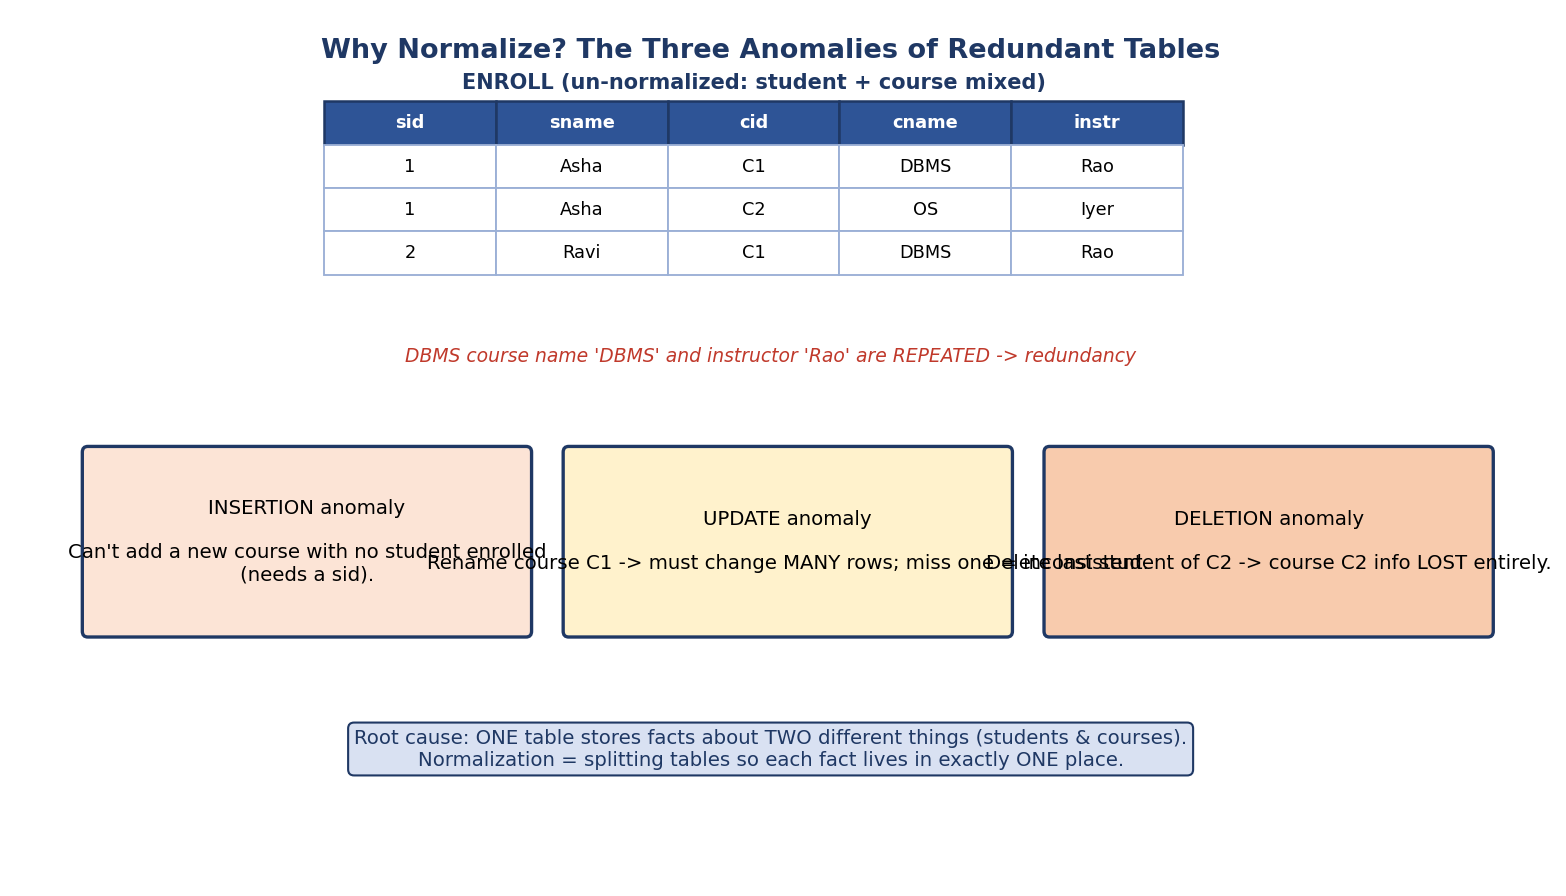 Why Normalize? The Three Anomalies of Redundant Tables
ENROLL (un-normalized: student + course mixed)
sid sname cid cname instr
1 Asha C1 DBMS Rao
1 Asha C2 OS Iyer
2 Ravi C1 DBMS Rao
DBMS course name 'DBMS' and instructor 'Rao' are REPEATED -> redundancy
INSERTION anomaly
Can't add a new course with no student enrolled
(needs a sid).
UPDATE anomaly
Rename course C1 -> must change MANY rows; miss one = inconsistent.
DELETION anomaly
Delete last student of C2 -> course C2 info LOST entirely.
Root cause: ONE table stores facts about TWO different things (students & courses).
Normalization = splitting tables so each fact lives in exactly ONE place.